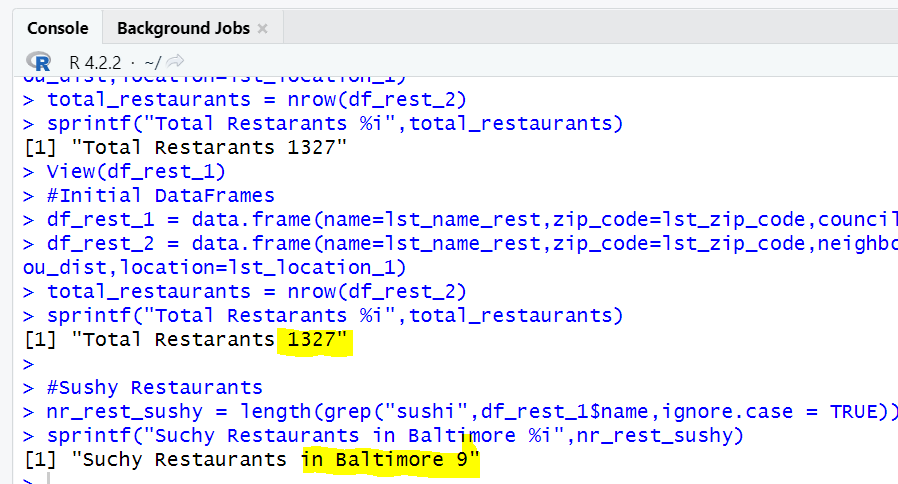 Console Background Jobs ×
R R 4.2.2 · ~/
ou_dist,location=lst_location_1)
> total_restaurants = nrow(df_rest_2)
> sprintf("Total Restarants %i",total_restaurants)
[1] "Total Restarants 1327"
> View(df_rest_1)
> #Initial DataFrames
> df_rest_1 = data.frame(name=lst_name_rest,zip_code=lst_zip_code,council
> df_rest_2 = data.frame(name=lst_name_rest,zip_code=lst_zip_code,neighbo
ou_dist,location=lst_location_1)
> total_restaurants = nrow(df_rest_2)
> sprintf("Total Restarants %i",total_restaurants)
[1] "Total Restarants 1327"
>
> #Sushy Restaurants
> nr_rest_sushy = length(grep("sushi",df_rest_1$name,ignore.case = TRUE))
> sprintf("Suchy Restaurants in Baltimore %i",nr_rest_sushy)
[1] "Suchy Restaurants in Baltimore 9"
>